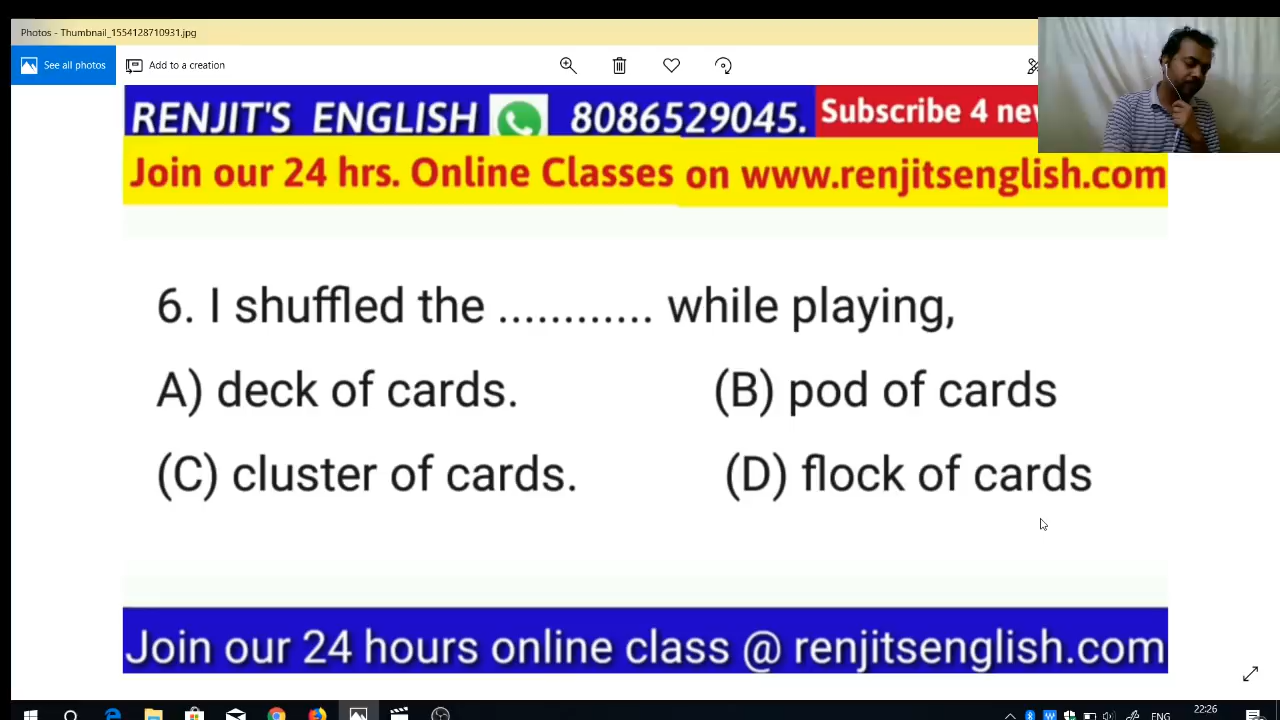 Photos - Thumbnail_1554128710931.jpg
See all photos
Add to a creation
RENJIT'S ENGLISH 8086529045. Subscribe 4
Join our 24 hrs. Online Classes on www.renjitsenglish.com
6. I shuffled the ............ while playing,
A) deck of cards. (B) pod of cards
(C) cluster of cards. (D) flock of cards
Join our 24 hours online class @ renjitsenglish.com
22:26
ENG